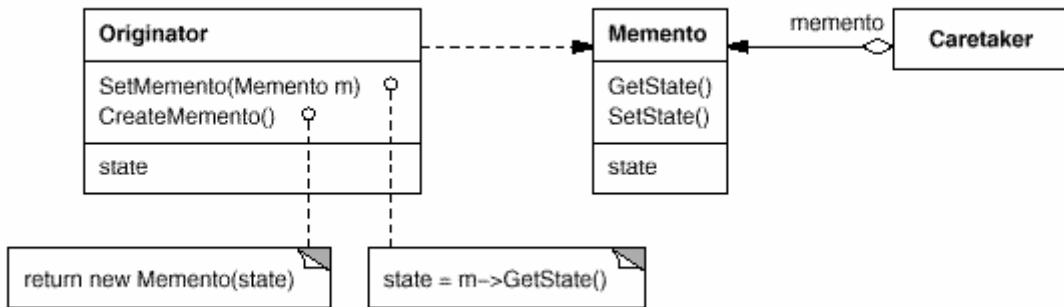 Originator
SetMemento(Memento m)
CreateMemento()
state
Memento
GetState()
SetState()
state
memento
Caretaker
return new Memento(state)
state = m->GetState()